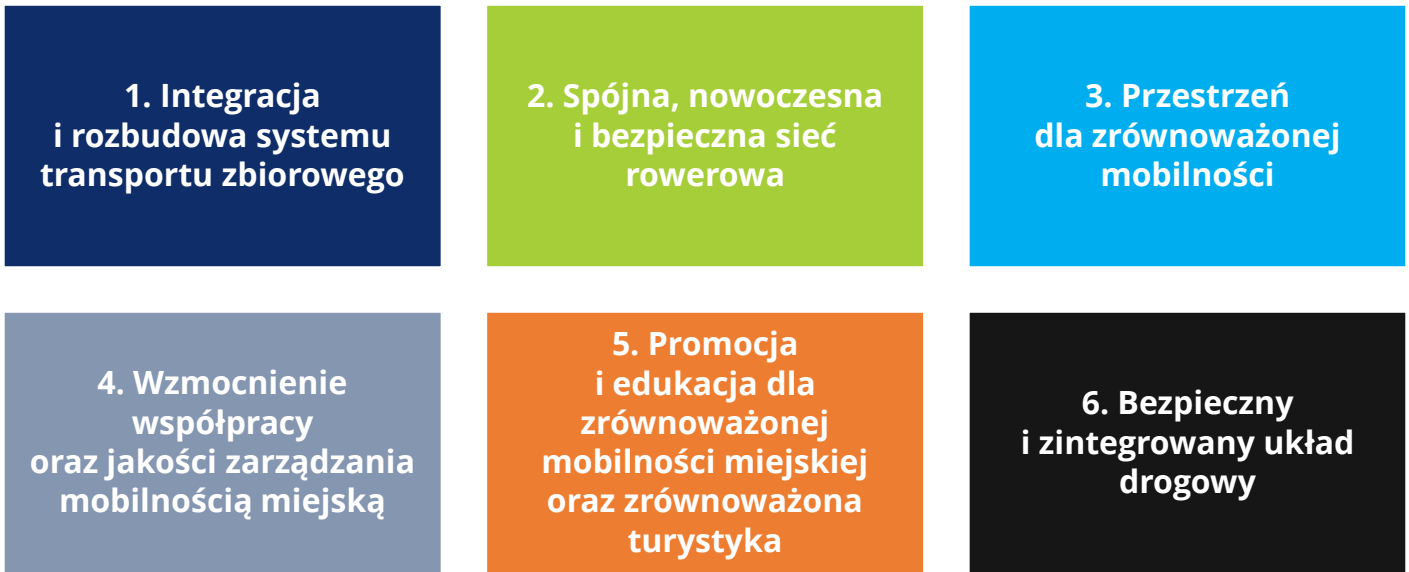 1. Integracja
i rozbudowa systemu
transportu zbiorowego
2. Spójna, nowoczesna
i bezpieczna sieć
rowerowa
3. Przestrzeń
dla zrównoważonej
mobilności
4. Wzmocnienie
współpracy
oraz jakości zarządzania
mobilnością miejską
5. Promocja
i edukacja dla
zrównoważonej
mobilności miejskiej
oraz zrównoważona
turystyka
6. Bezpieczny
i zintegrowany układ
drogowy